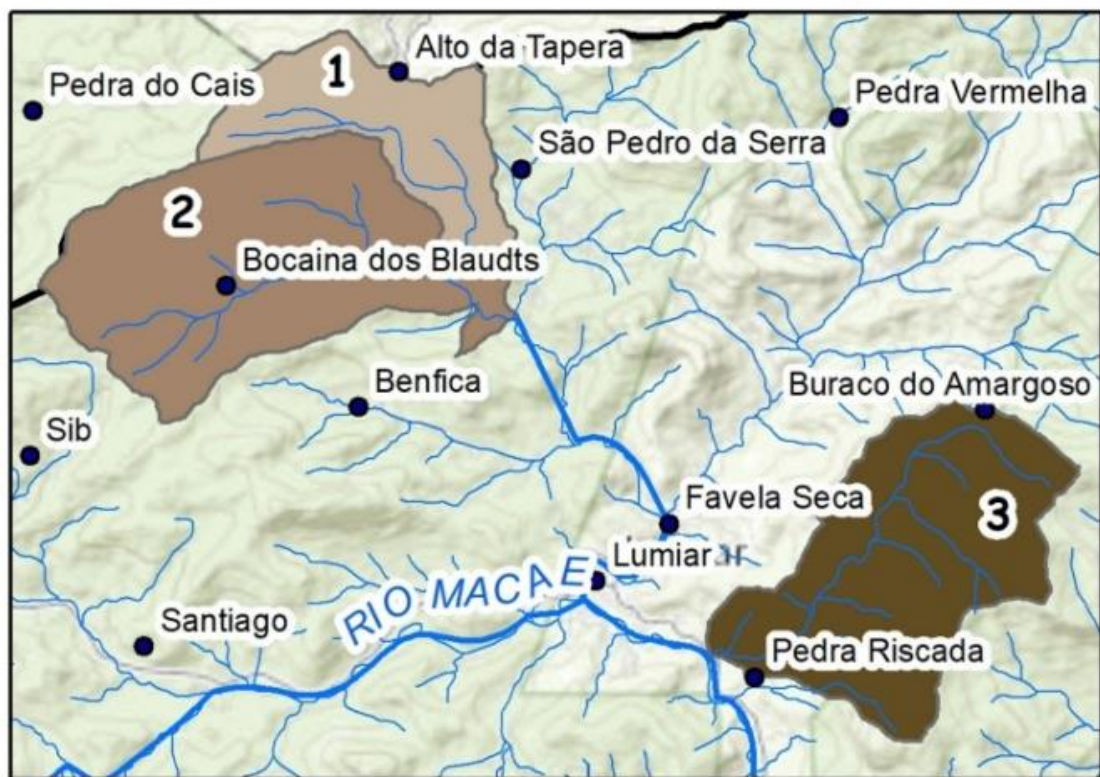 1
Alto da Tapera
Pedra do Cais
Pedra Vermelha
São Pedro da Serra
2
Bocaina dos Blaudts
Benfica
Buraco do Amargoso
Sib
Favela Seca
3
Lumiar ar
RIO MACAE
Santiago
Pedra Riscada